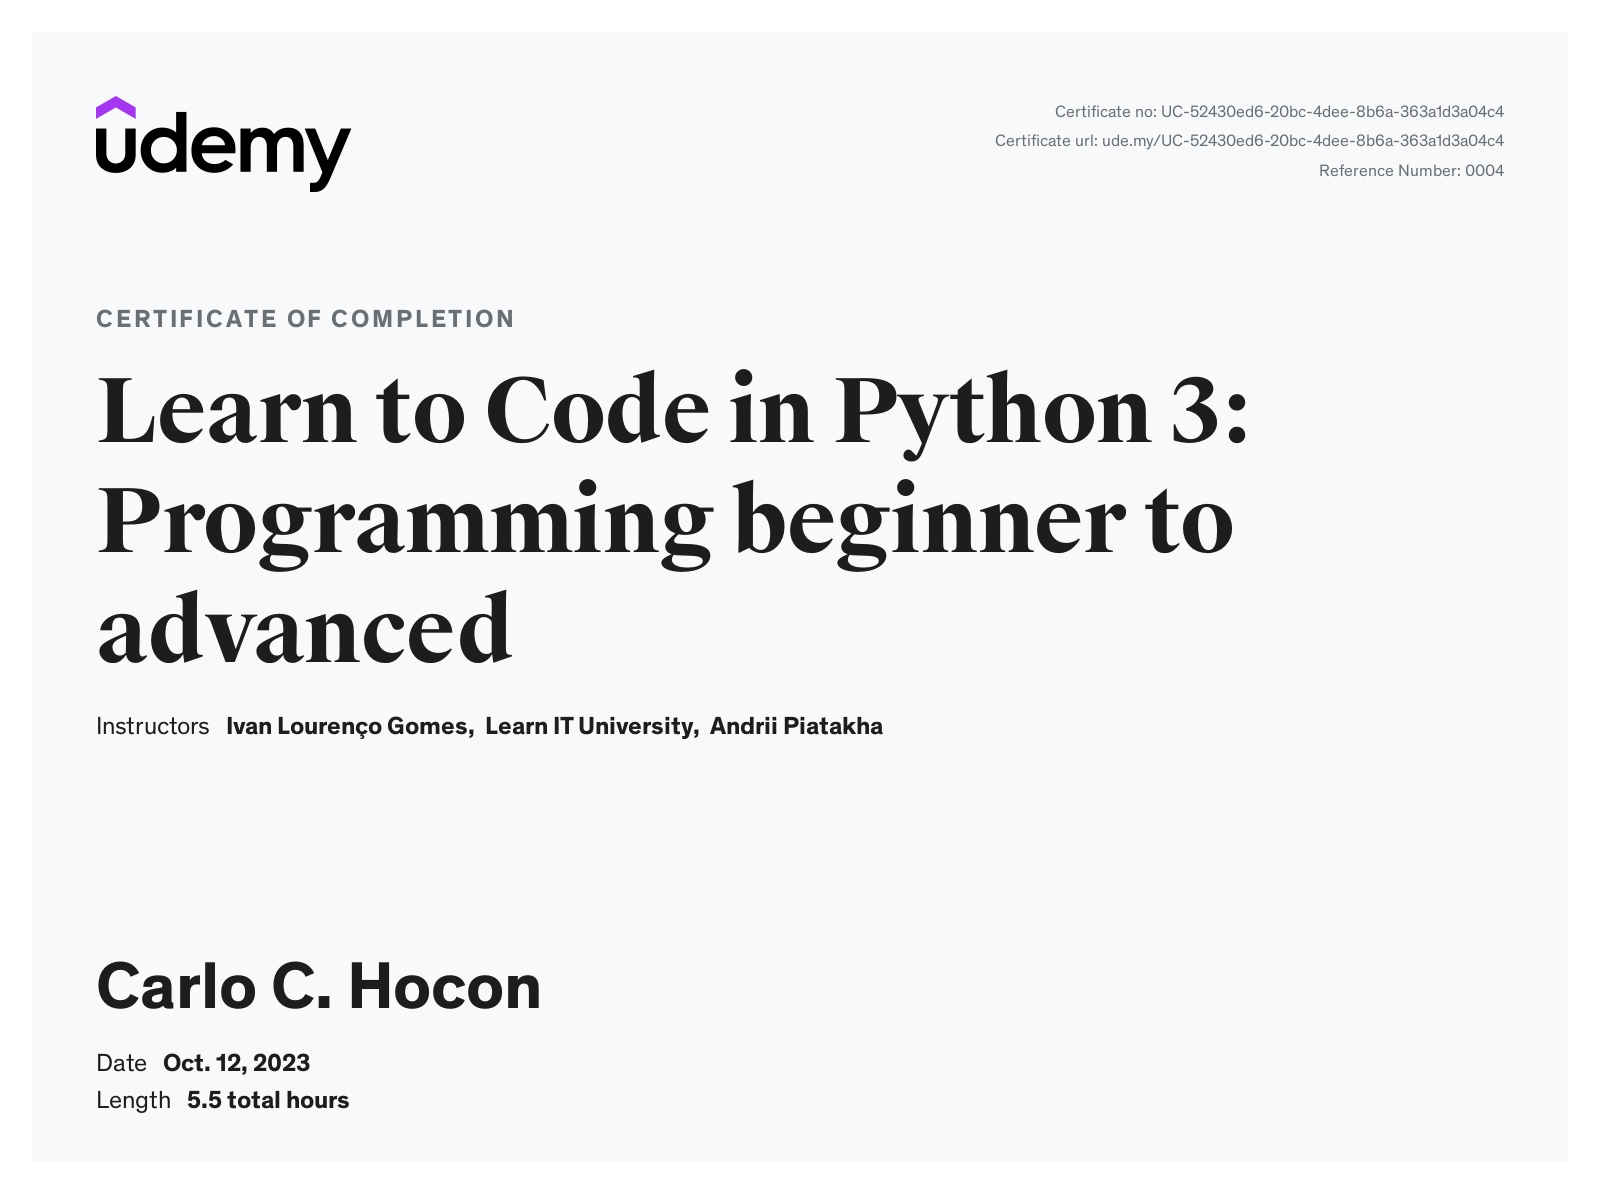 udemy
Certificate no: UC-52430ed6-20bc-4dee-8b6a-363a1d3a04c4
Certificate url: ude.my/UC-52430ed6-20bc-4dee-8b6a-363a1d3a04c4
Reference Number: 0004
CERTIFICATE OF COMPLETION
Learn to Code in Python 3:
Programming beginner to
advanced
Instructors Ivan Lourenço Gomes, Learn IT University, Andrii Piatakha
Carlo C. Hocon
Date Oct. 12, 2023
Length 5.5 total hours